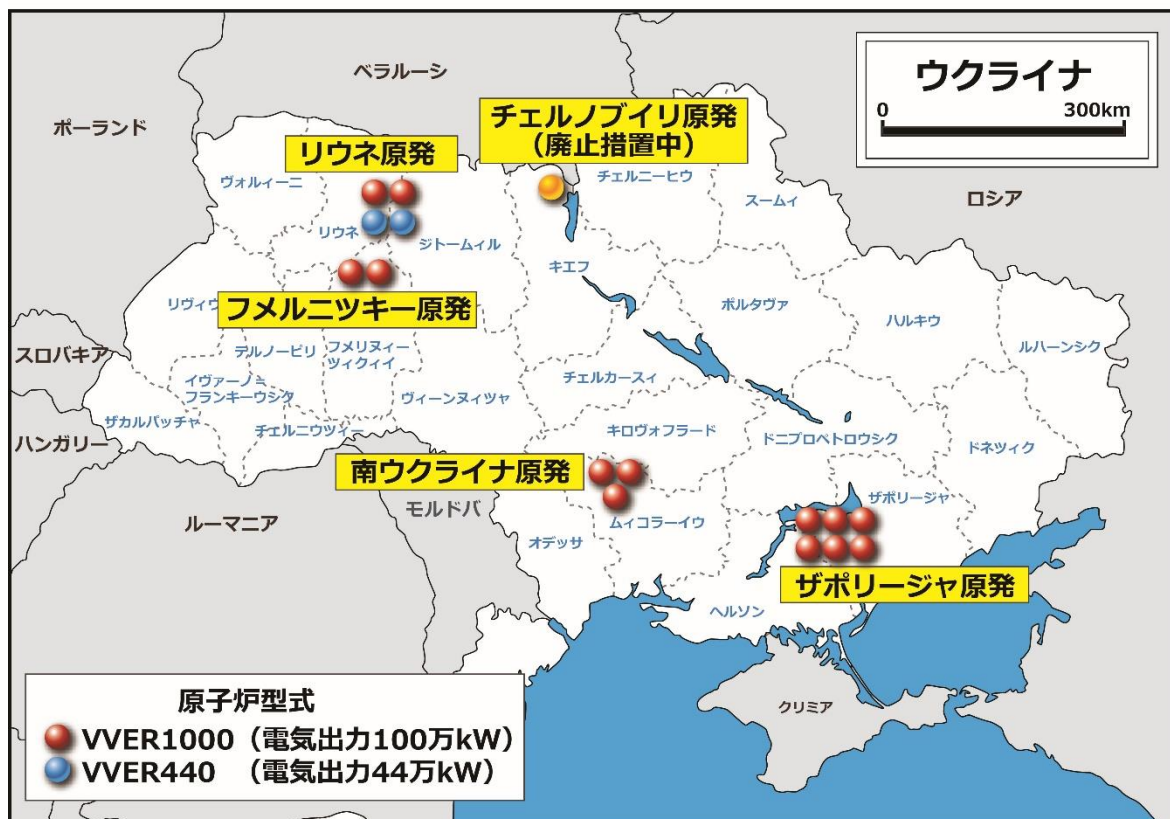 ウクライナ
0 300km
ベラルーシ
ポーランド
ロシア
チェルノブイリ原発
（廃止措置中）
リウネ原発
ヴォルィーニ
チェルニーヒウ
スームィ
リウネ
ジトームィル
キエフ
リヴィウ
フメルニツキー原発
ポルタヴァ
ハルキウ
ルハーンシク
スロバキア
テルノービリ
フメリヌィー
ツィクィイ
チェルカースィ
イヴァーノ=
フランキーウシク
ヴィーンヌィツャ
ザカルパッチャ
チェルニウツィー
キロヴォフラード
ドニプロペトロウシク
ドネツィク
ハンガリー
南ウクライナ原発
ザポリージャ
モルドバ
ルーマニア
ムィコラーイウ
オデッサ
ザポリージャ原発
ヘルソン
クリミア
原子炉型式
VVER1000（電気出力100万kW）
VVER440 （電気出力44万kW）